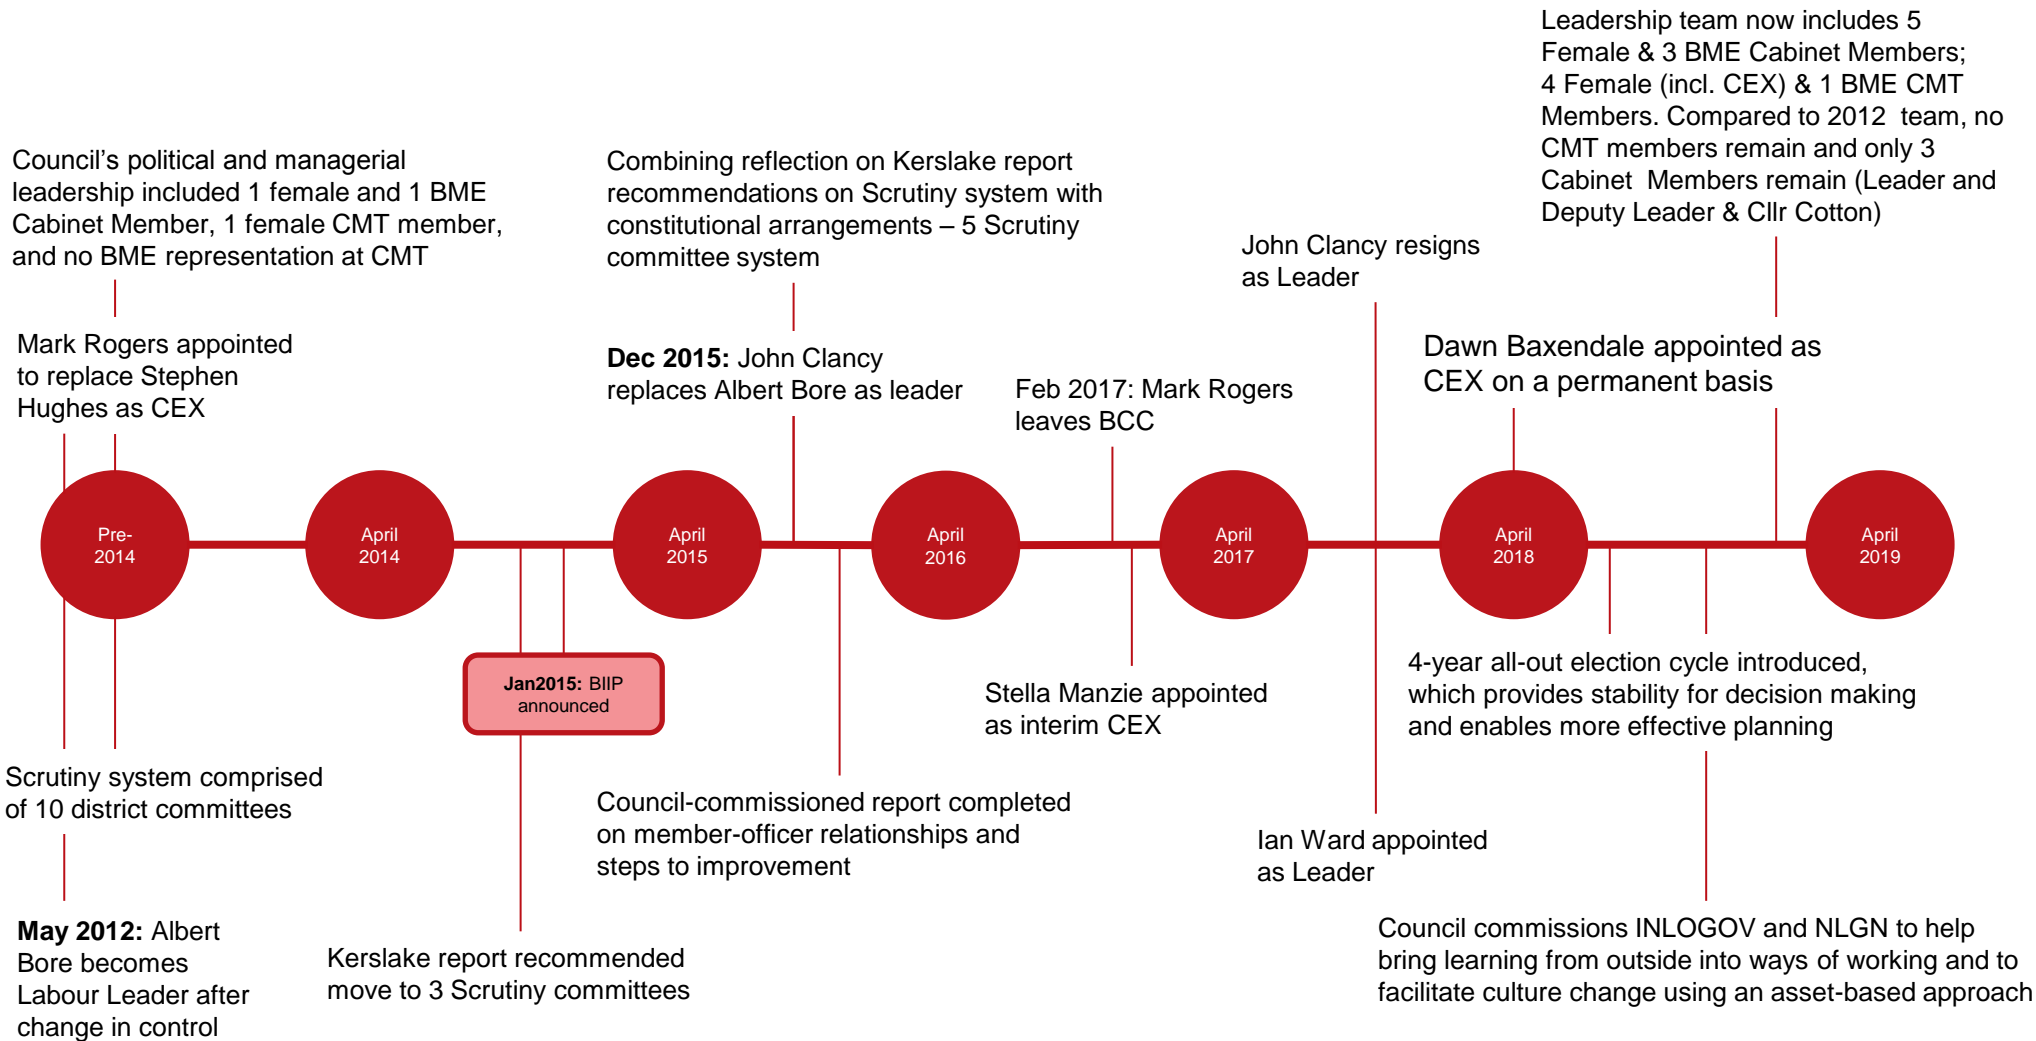 Leadership team now includes 5
Female & 3 BME Cabinet Members;
4 Female (incl. CEX) & 1 BME CMT
Members. Compared to 2012 team, no
CMT members remain and only 3
Cabinet Members remain (Leader and
Deputy Leader & Cllr Cotton)
Council’s political and managerial
leadership included 1 female and 1 BME
Cabinet Member, 1 female CMT member,
and no BME representation at CMT
Combining reflection on Kerslake report
recommendations on Scrutiny system with
constitutional arrangements – 5 Scrutiny
committee system
John Clancy resigns
as Leader
Mark Rogers appointed
to replace Stephen
Hughes as CEX
Dec 2015: John Clancy
replaces Albert Bore as leader
Feb 2017: Mark Rogers
leaves BCC
Dawn Baxendale appointed as
CEX on a permanent basis
Pre-
2014
April
2014
April
2015
April
2016
April
2017
April
2018
April
2019
Jan2015: BIIP
announced
Stella Manzie appointed
as interim CEX
4-year all-out election cycle introduced,
which provides stability for decision making
and enables more effective planning
Scrutiny system comprised
of 10 district committees
Council-commissioned report completed
on member-officer relationships and
steps to improvement
Ian Ward appointed
as Leader
May 2012: Albert
Bore becomes
Labour Leader after
change in control
Kerslake report recommended
move to 3 Scrutiny committees
Council commissions INLOGOV and NLGN to help
bring learning from outside into ways of working and to
facilitate culture change using an asset-based approach